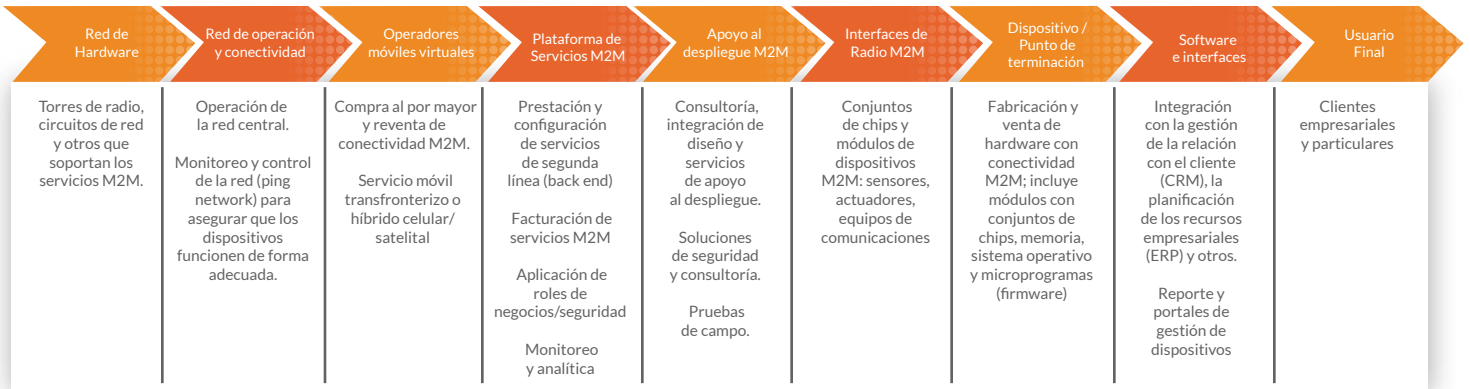 Red de
Hardware
Red de operación
y conectividad
Operadores
móviles virtuales
Plataforma de
Servicios M2M
Apoyo al
despliegue M2M
Interfaces de
Radio M2M
Dispositivo /
Punto de
terminación
Software
e interfaces
Usuario
Final
Torres de radio,
circuitos de red
y otros que
soportan los
servicios M2M.
Operación de
la red central.
Monitoreo y control
de la red (ping
network) para
asegurar que los
dispositivos
funcionen de forma
adecuada.
Compra al por mayor
y reventa de
conectividad M2M.
Servicio móvil
transfronterizo o
híbrido celular/
satelital
Prestación y
configuración
de servicios
de segunda
línea (back end)
Facturación de
servicios M2M
Aplicación de
roles de
negocios/seguridad
Monitoreo
y analítica
Consultoría,
integración de
diseño y
servicios
de apoyo
al despliegue.
Soluciones
de seguridad
y consultoría.
Pruebas
de campo.
Conjuntos
de chips y
módulos de
dispositivos
M2M: sensores,
actuadores,
equipos de
comunicaciones
Fabricación y
venta de
hardware con
conectividad
M2M; incluye
módulos con
conjuntos de
chips, memoria,
sistema operativo
y microprogramas
(firmware)
Integración
con la gestión
de la relación
con el cliente
(CRM), la
planificación
de los recursos
empresariales
(ERP) y otros.
Reporte y
portales de
gestión de
dispositivos
Clientes
empresariales
y particulares